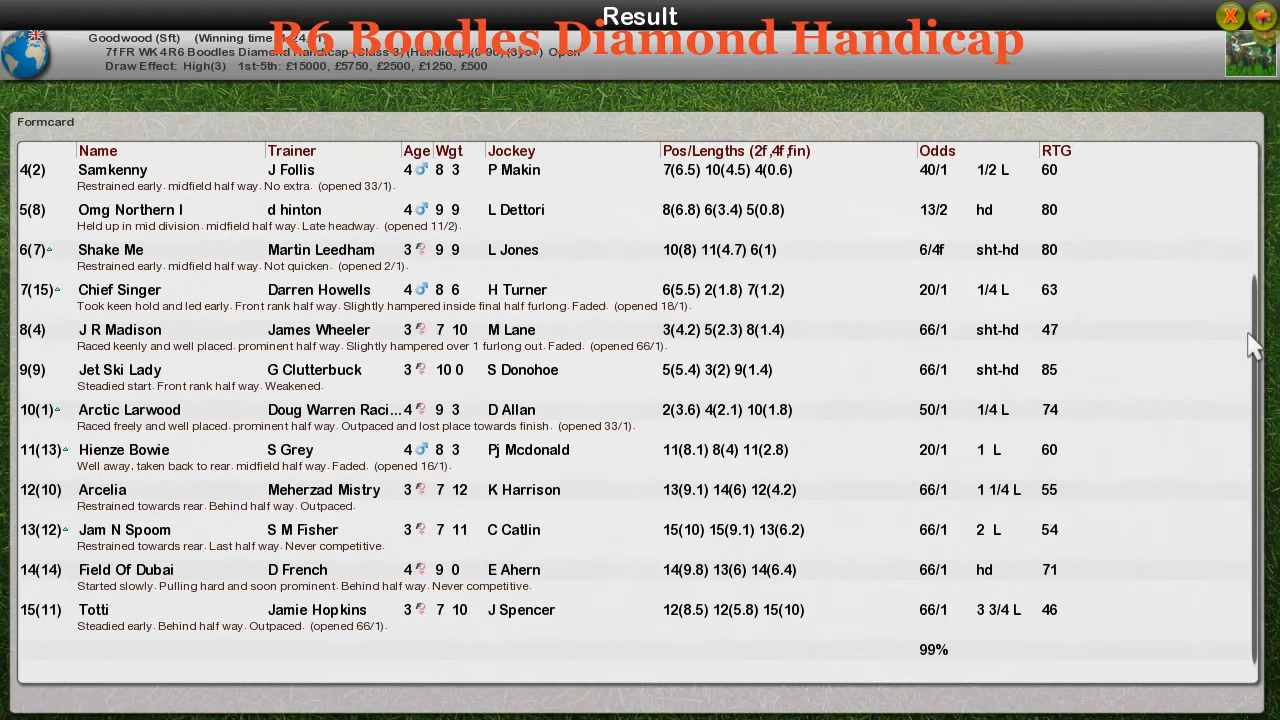 Result
R6 Boodles Diamond Handicap
Goodwood (Sft) (Winning time
7f FR WK 4 R6 Boodles Diamond Handicap (Class 3) (Handicap) (0-90) (3yo+) Open
Draw Effect: High(3) 1st-5th: £15000, £5750, £2500, £1250, £500
Formcard
Name Trainer Age Wgt Jockey Pos/Lengths (2f,4f,fin) Odds RTG
4(2) Samkenny J Follis 4 ♂ 8 3 P Makin 7(6.5) 10(4.5) 4(0.6) 40/1 1/2 L 60
Restrained early. midfield half way. No extra. (opened 33/1).
5(8) Omg Northern I d hinton 4 ♂ 9 9 L Dettori 8(6.8) 6(3.4) 5(0.8) 13/2 hd 80
Held up in mid division. midfield half way. Late headway. (opened 11/2).
6(7) Shake Me Martin Leedham 3 ♀ 9 9 L Jones 10(8) 11(4.7) 6(1) 6/4f sht-hd 80
Restrained early. midfield half way. Not quicken. (opened 2/1).
7(15) Chief Singer Darren Howells 4 ♂ 8 6 H Turner 6(5.5) 2(1.8) 7(1.2) 20/1 1/4 L 63
Took keen hold and led early. Front rank half way. Slightly hampered inside final half furlong. Faded. (opened 18/1).
8(4) J R Madison James Wheeler 3 ♀ 7 10 M Lane 3(4.2) 5(2.3) 8(1.4) 66/1 sht-hd 47
Raced keenly and well placed. prominent half way. Slightly hampered over 1 furlong out. Faded. (opened 66/1).
9(9) Jet Ski Lady G Clutterbuck 3 ♀ 10 0 S Donohoe 5(5.4) 3(2) 9(1.4) 66/1 sht-hd 85
Steadied start. Front rank half way. Weakened.
10(1) Arctic Larwood Doug Warren Raci... 4 ♀ 9 3 D Allan 2(3.6) 4(2.1) 10(1.8) 50/1 1/4 L 74
Raced freely and well placed. prominent half way. Outpaced and lost place towards finish. (opened 33/1).
11(13) Hienze Bowie S Grey 4 ♂ 8 3 Pj Mcdonald 11(8.1) 8(4) 11(2.8) 20/1 1 L 60
Well away, taken back to rear. midfield half way. Faded. (opened 16/1).
12(10) Arcelia Meherzad Mistry 3 ♀ 7 12 K Harrison 13(9.1) 14(6) 12(4.2) 66/1 1 1/4 L 55
Restrained towards rear. Behind half way. Outpaced.
13(12) Jam N Spoom S M Fisher 3 ♀ 7 11 C Catlin 15(10) 15(9.1) 13(6.2) 66/1 2 L 54
Restrained towards rear. Last half way. Never competitive.
14(14) Field Of Dubai D French 4 ♀ 9 0 E Ahern 14(9.8) 13(6) 14(6.4) 66/1 hd 71
Started slowly. Pulling hard and soon prominent. Behind half way. Never competitive.
15(11) Totti Jamie Hopkins 3 ♀ 7 10 J Spencer 12(8.5) 12(5.8) 15(10) 66/1 3 3/4 L 46
Steadied early. Behind half way. Outpaced. (opened 66/1).
99%